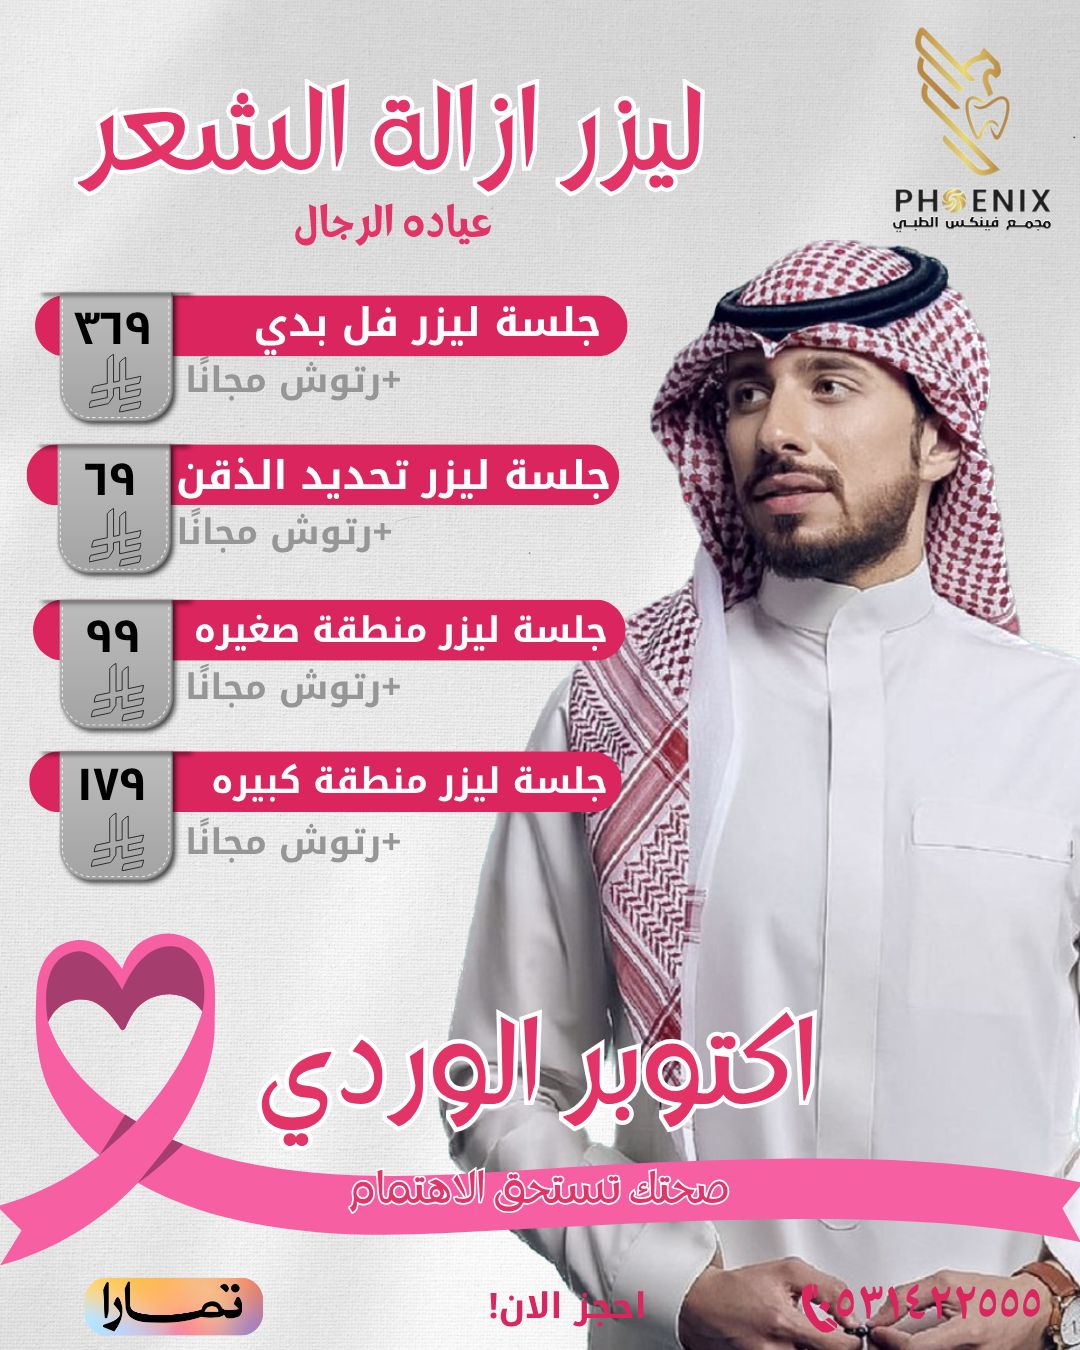 ليزر ازالة الشعر
عياده الرجال
PHOENIX
مجمع فينكس الطبي
جلسة ليزر فل بدي
٣٦٩
+رتوش مجانًا
جلسة ليزر تحديد الذقن
٦٩
+رتوش مجانًا
جلسة ليزر منطقة صغيره
٩٩
+رتوش مجانًا
جلسة ليزر منطقة كبيره
١٧٩
+رتوش مجانًا
اكتوبر الوردي
صحتك تستحق الاهتمام
٠٥٣١٤٢٢٥٥٥
احجز الان!
تمارا